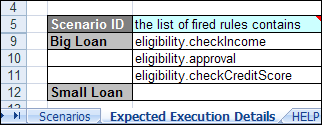 4
5 Scenario ID the list of fired rules contains
9 Big Loan eligibility.checkIncome
10 eligibility.approval
11 eligibility.checkCreditScore
12 Small Loan
Scenarios Expected Execution Details HELP